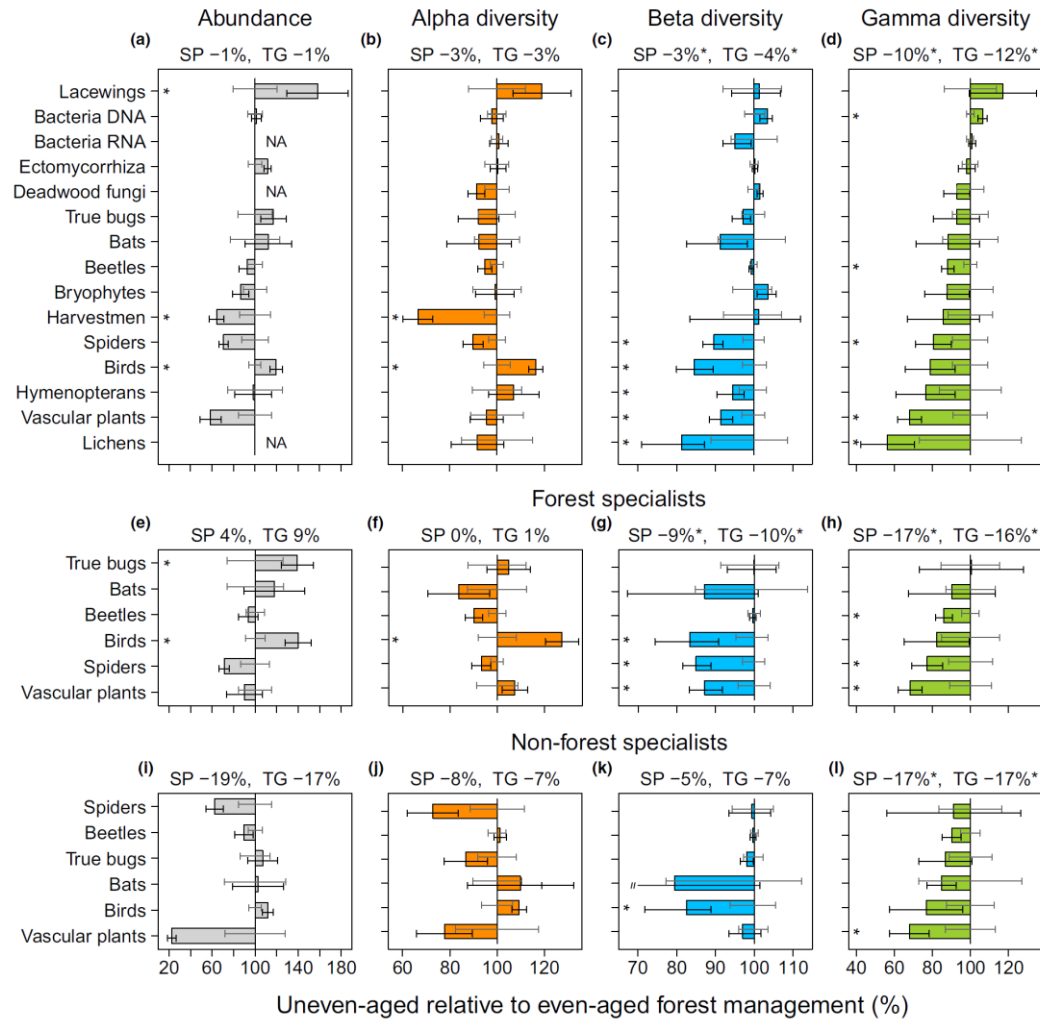 Abundance Alpha diversity Beta diversity Gamma diversity
(a) (b) (c) (d)
SP −1%, TG −1% SP −3%, TG −3% SP −3%*, TG −4%* SP −10%*, TG −12%*
Lacewings *
Bacteria DNA *
Bacteria RNA NA
Ectomycorrhiza
Deadwood fungi NA
True bugs
Bats
Beetles *
Bryophytes
Harvestmen * *
Spiders * *
Birds * * *
Hymenopterans *
Vascular plants * *
Lichens NA * *
Forest specialists
(e) (f) (g) (h)
SP 4%, TG 9% SP 0%, TG 1% SP −9%*, TG −10%* SP −17%*, TG −16%*
True bugs *
Bats
Beetles *
Birds * * *
Spiders * *
Vascular plants * *
Non-forest specialists
(i) (j) (k) (l)
SP −19%, TG −17% SP −8%, TG −7% SP −5%, TG −7% SP −17%*, TG −17%*
Spiders
Beetles
True bugs
Bats //
Birds *
Vascular plants *
20 60 100 140 180 60 80 100 120 70 80 90 100 110 40 60 80 100 120
Uneven-aged relative to even-aged forest management (%)